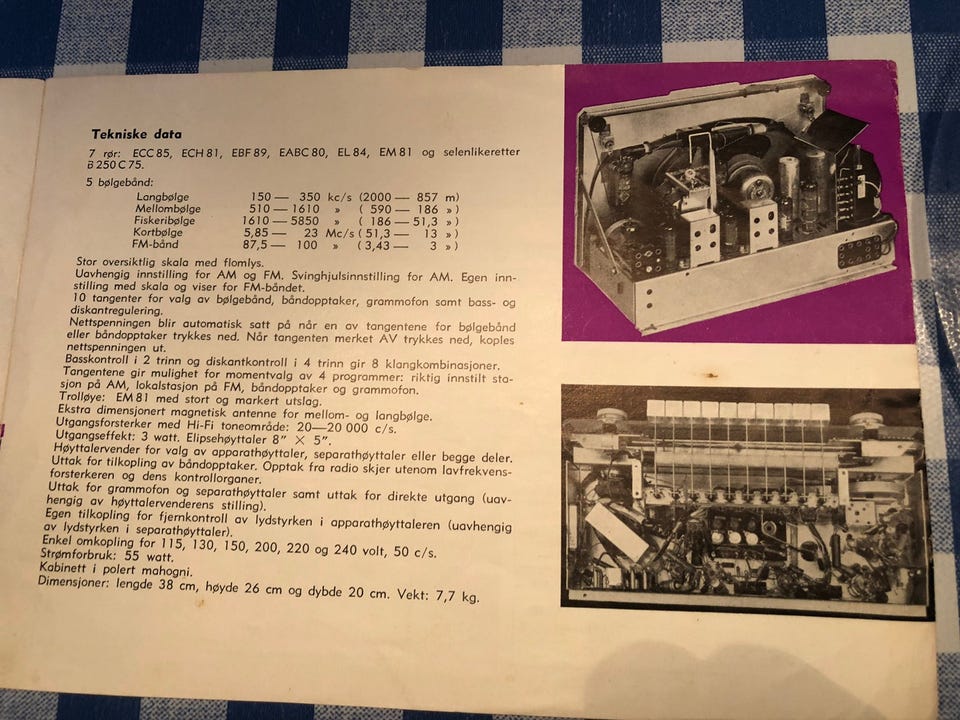 Tekniske data
7 rør: ECC 85, ECH 81, EBF 89, EABC 80, EL 84, EM 81 og selenlikeretter
B 250 C 75.
5 bølgebånd:
Langbølge 150 — 350 kc/s (2000 — 857 m)
Mellombølge 510 — 1610 » ( 590 — 186 » )
Fiskeribølge 1610 — 5850 » ( 186 — 51,3 » )
Kortbølge 5,85 — 23 Mc/s ( 51,3 — 13 » )
FM-bånd 87,5 — 100 » ( 3,43 — 3 » )
Stor oversiktlig skala med flomlys.
Uavhengig innstilling for AM og FM. Svinghjulsinnstilling for AM. Egen inn-
stilling med skala og viser for FM-båndet.
10 tangenter for valg av bølgebånd, båndopptaker, grammofon samt bass- og
diskantregulering.
Nettspenningen blir automatisk satt på når en av tangentene for bølgebånd
eller båndopptaker trykkes ned. Når tangenten merket AV trykkes ned, koples
nettspenningen ut.
Basskontroll i 2 trinn og diskantkontroll i 4 trinn gir 8 klangkombinasjoner.
Tangentene gir mulighet for momentvalg av 4 programmer: riktig innstilt sta-
sjon på AM, lokalstasjon på FM, båndopptaker og grammofon.
Trolløye: EM 81 med stort og markert utslag.
Ekstra dimensjonert magnetisk antenne for mellom- og langbølge.
Utgangsforsterker med Hi-Fi toneområde: 20—20 000 c/s.
Utgangseffekt: 3 watt. Elipsehøyttaler 8" × 5".
Høyttalervender for valg av apparathøyttaler, separathøyttaler eller begge deler.
Uttak for tilkopling av båndopptaker. Opptak fra radio skjer utenom lavfrekvens-
forsterkeren og dens kontrollorganer.
Uttak for grammofon og separathøyttaler samt uttak for direkte utgang (uav-
hengig av høyttalervenderens stilling).
Egen tilkopling for fjernkontroll av lydstyrken i apparathøyttaleren (uavhengig
av lydstyrken i separathøyttaler).
Enkel omkopling for 115, 130, 150, 200, 220 og 240 volt, 50 c/s.
Strømforbruk: 55 watt.
Kabinett i polert mahogni.
Dimensjoner: lengde 38 cm, høyde 26 cm og dybde 20 cm. Vekt: 7,7 kg.